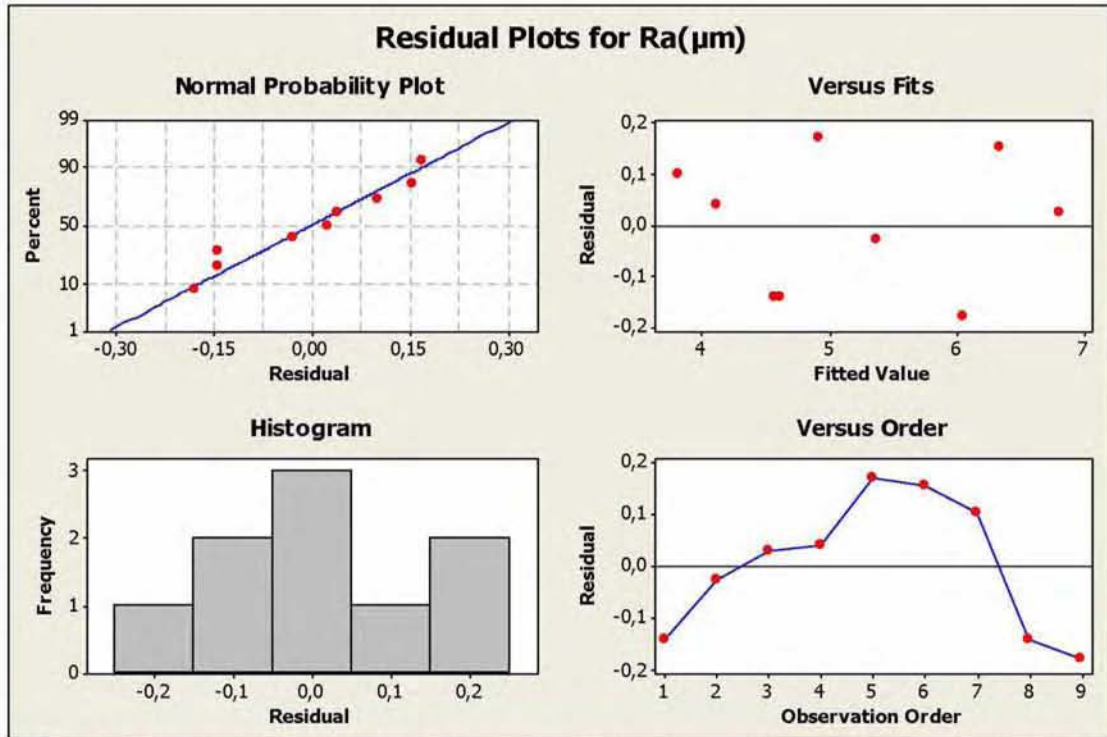 Residual Plots for Ra(μm)
Normal Probability Plot
99
90
50
10
1
Percent
-0,30 -0,15 0,00 0,15 0,30
Residual
Versus Fits
0,2
0,1
0,0
-0,1
-0,2
Residual
4 5 6 7
Fitted Value
Histogram
3
2
1
0
Frequency
-0,2 -0,1 0,0 0,1 0,2
Residual
Versus Order
0,2
0,1
0,0
-0,1
-0,2
Residual
1 2 3 4 5 6 7 8 9
Observation Order